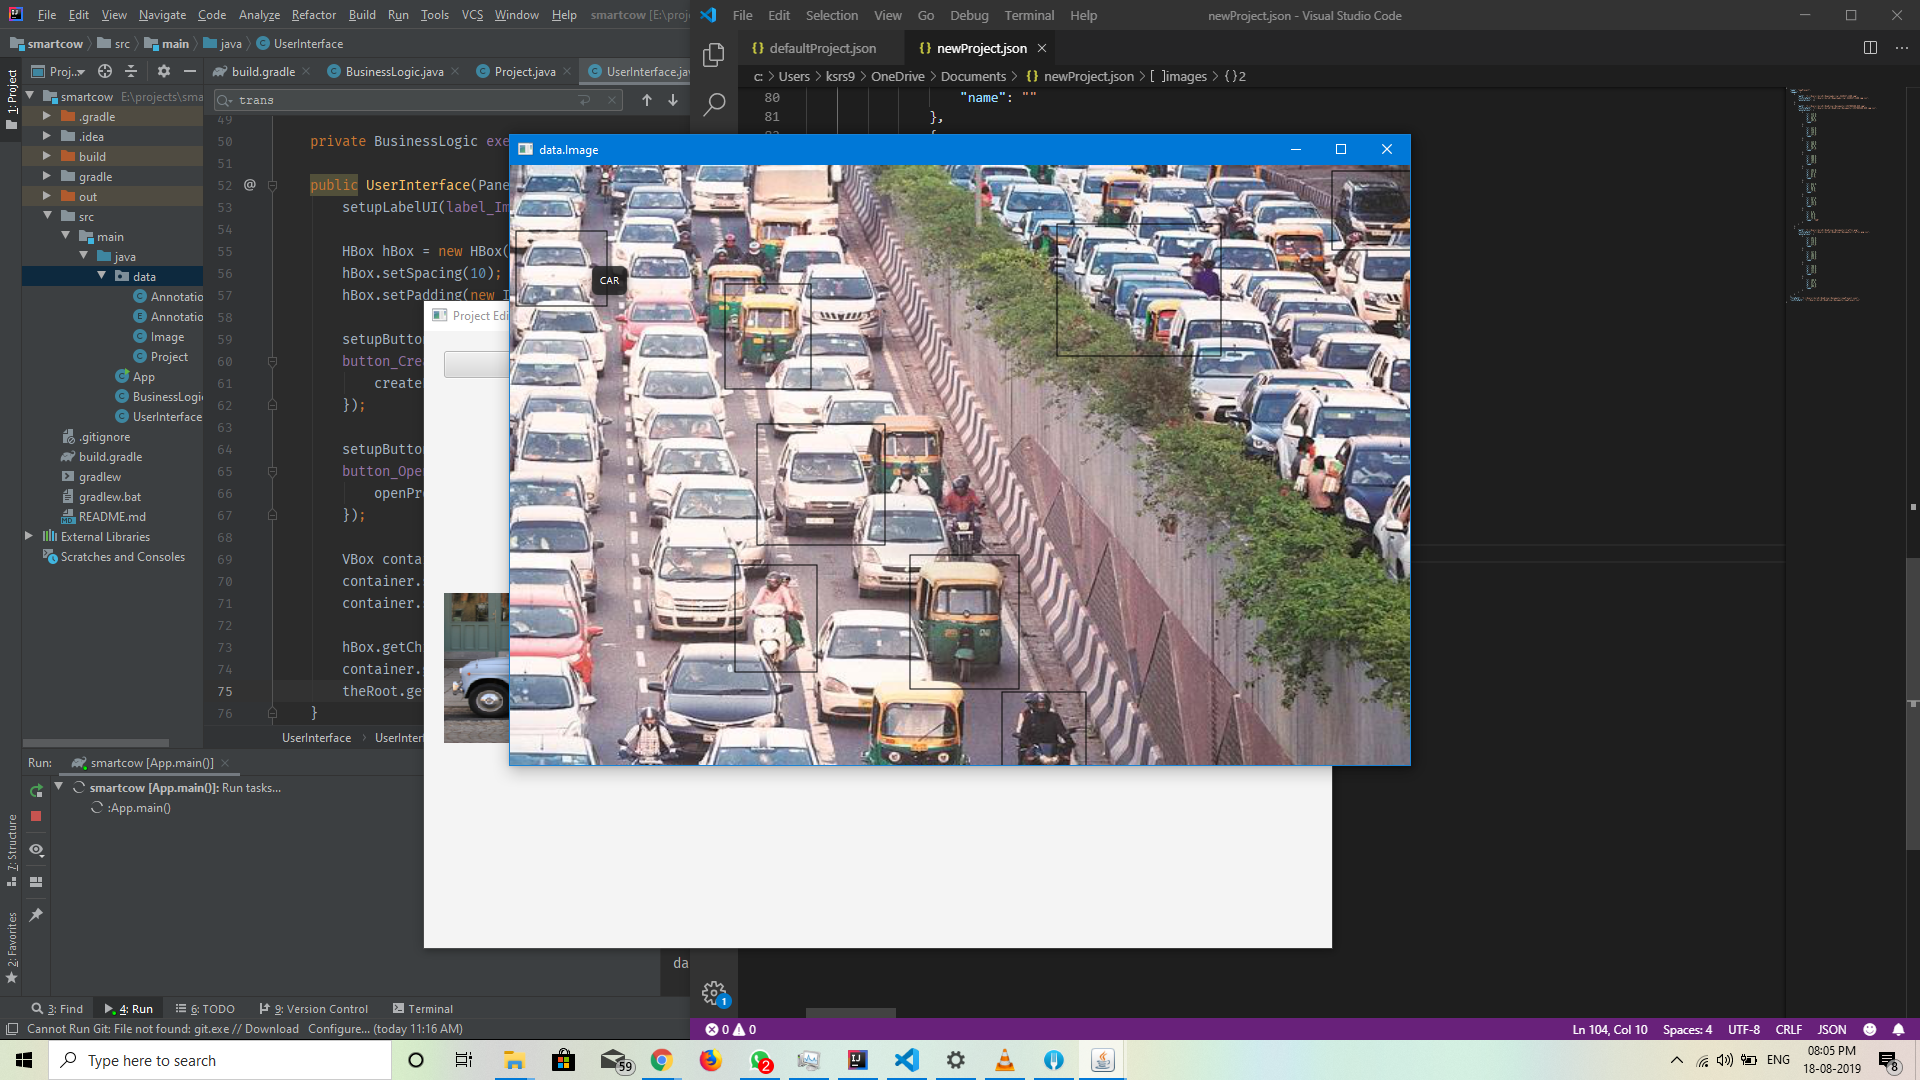 File Edit View Navigate Code Analyze Refactor Build Run Tools VCS Window Help smartcow [E:\proj
smartcow src main java UserInterface
Proj.. build.gradle BusinessLogic.java Project.java UserInterface.ja
1: Project
smartcow E:\projects\sma
.gradle
.idea
build
gradle
out
src
main
java
data
Annotatio
Annotatio
Image
Project
App
BusinessLogic
UserInterface
.gitignore
build.gradle
gradlew
gradlew.bat
README.md
External Libraries
Scratches and Consoles
trans
49
50 private BusinessLogic exe
51
52 @ public UserInterface(Pane
53 setupLabelUI(label_Im
54
55 HBox hBox = new HBox(
56 hBox.setSpacing(10);
57 hBox.setPadding(new I
58
59 setupButto
60 button_Crea
61 create
62 });
63
64 setupButto
65 button_Ope
66 openPr
67 });
68
69 VBox conta
70 container.
71 container.
72
73 hBox.getCh
74 container.
75 theRoot.ge
76 }
UserInterface UserInter
Run: smartcow [App.main()]
smartcow [App.main()]: Run tasks...
:App.main()
7: Structure
2: Favorites
3: Find 4: Run 6: TODO 9: Version Control Terminal
Cannot Run Git: File not found: git.exe // Download Configure... (today 11:16 AM)
Project Edi
data.Image
CAR
da
File Edit Selection View Go Debug Terminal Help newProject.json - Visual Studio Code
{} defaultProject.json {} newProject.json
c: > Users > ksrs9 > OneDrive > Documents > {} newProject.json > [ ]images > {}2
80 "name": ""
81 },
{
1
0 0 Ln 104, Col 10 Spaces: 4 UTF-8 CRLF JSON
Type here to search
59
2
ENG
08:05 PM
18-08-2019
8